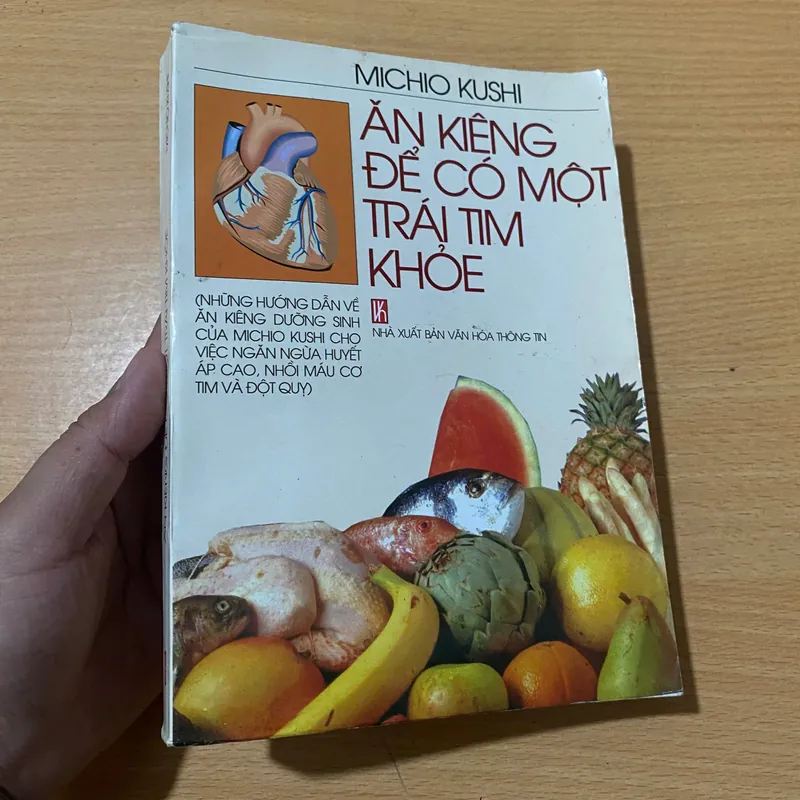 MICHIO KUSHI
ĂN KIÊNG
ĐỂ CÓ MỘT
TRÁI TIM
KHỎE
(NHỮNG HƯỚNG DẪN VỀ
ĂN KIÊNG DƯỠNG SINH
CỦA MICHIO KUSHI CHO
VIỆC NGĂN NGỪA HUYẾT
ÁP CAO, NHỒI MÁU CƠ
TIM VÀ ĐỘT QUỴ)
NHÀ XUẤT BẢN VĂN HÓA THÔNG TIN